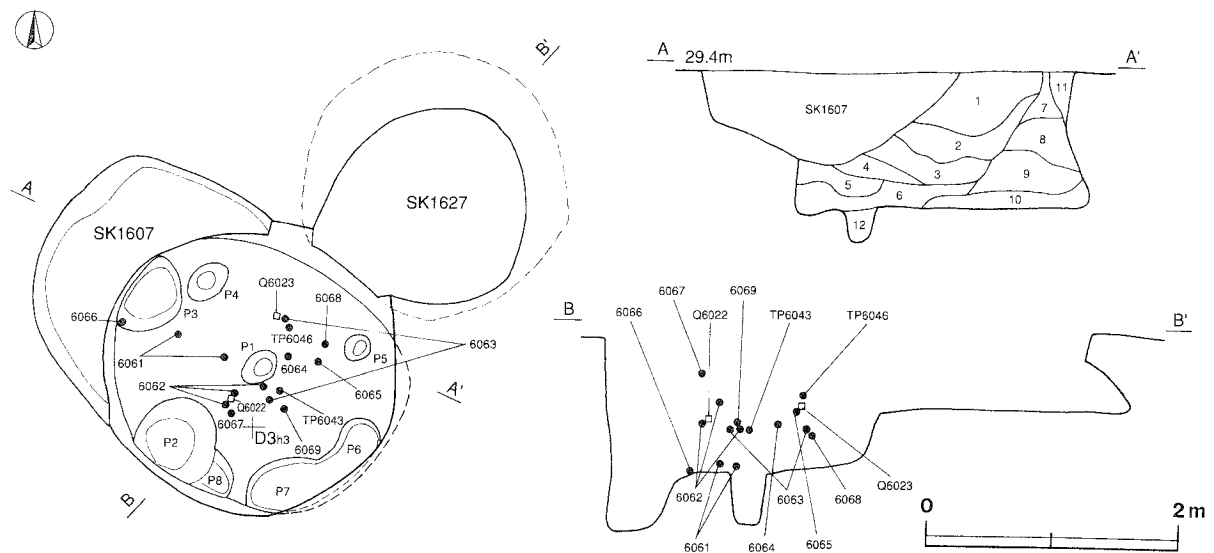 B'
A
SK1607
SK1627
P4
Q6023
6068
6066
P3
TP6046
6063
6061
P1
6064
P5
6065
6062
Q6022
A'
6067
TP6043
D3h3
6069
P2
P6
P8
P7
B
A 29.4m A'
SK1607
1
11
7
2
8
4
3
9
5
6
10
12
6067
6069
6066
Q6022
TP6043
TP6046
B
B'
6062
6063
6068
Q6023
6061
6064
6065
0 2 m